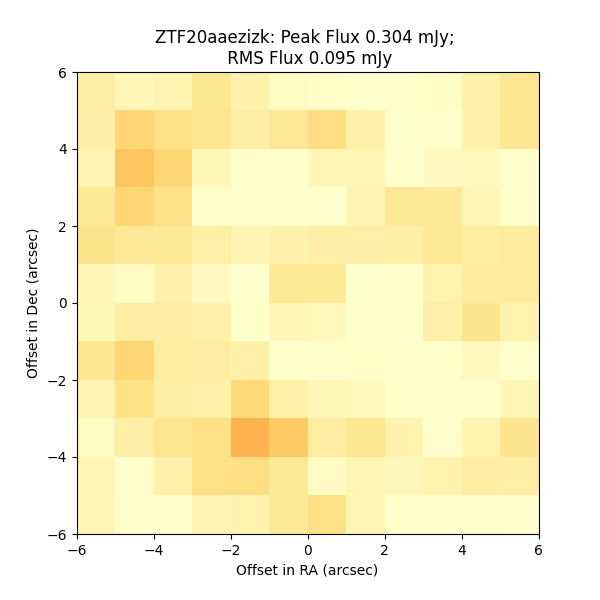 ZTF20aaezizk: Peak Flux 0.304 mJy;
RMS Flux 0.095 mJy
6
4
2
0
−2
−4
−6
Offset in Dec (arcsec)
−6 −4 −2 0 2 4 6
Offset in RA (arcsec)